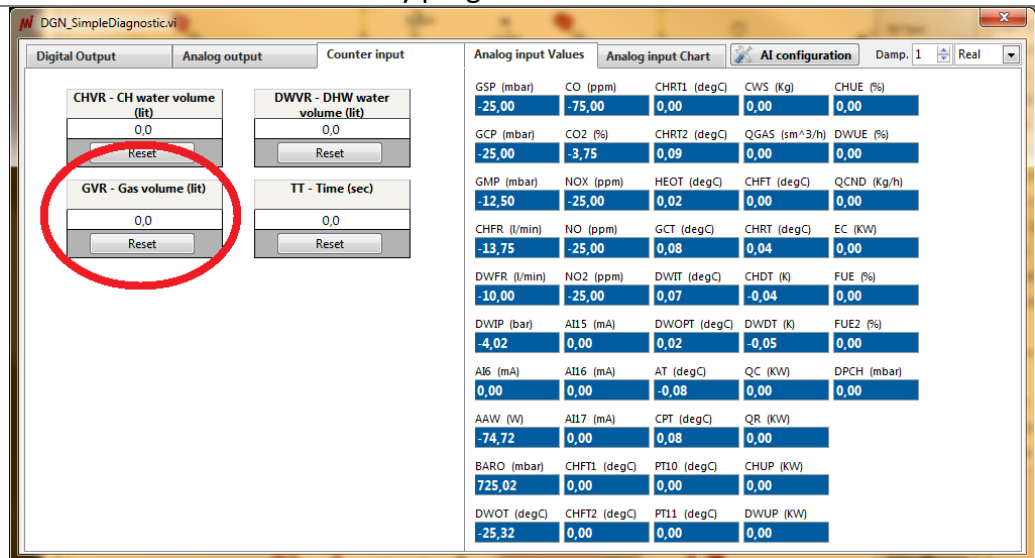 DGN_SimpleDiagnostic.vi
Digital Output Analog output Counter input
CHVR - CH water volume
(lit)
0,0
Reset
DWVR - DHW water
volume (lit)
0,0
Reset
GVR - Gas volume (lit)
0,0
Reset
TT - Time (sec)
0,0
Reset
Analog input Values Analog input Chart AI configuration Damp. 1 Real
GSP (mbar) CO (ppm) CHRT1 (degC) CWS (Kg) CHUE (%)
-25,00 -75,00 0,00 0,00 0,00
GCP (mbar) CO2 (%) CHRT2 (degC) QGAS (sm^3/h) DWUE (%)
-25,00 -3,75 0,09 0,00 0,00
GMP (mbar) NOX (ppm) HEOT (degC) CHFT (degC) QCND (Kg/h)
-12,50 -25,00 0,02 0,00 0,00
CHFR (l/min) NO (ppm) GCT (degC) CHRT (degC) EC (KW)
-13,75 -25,00 0,08 0,04 0,00
DWFR (l/min) NO2 (ppm) DWIT (degC) CHDT (K) FUE (%)
-10,00 -25,00 0,07 -0,04 0,00
DWIP (bar) AI15 (mA) DWOPT (degC) DWDT (K) FUE2 (%)
-4,02 0,00 0,02 -0,05 0,00
AI6 (mA) AI16 (mA) AT (degC) QC (KW) DPCH (mbar)
0,00 0,00 -0,08 0,00 0,00
AAW (W) AI17 (mA) CPT (degC) QR (KW)
-74,72 0,00 0,08 0,00
BARO (mbar) CHFT1 (degC) PT10 (degC) CHUP (KW)
725,02 0,00 0,00 0,00
DWOT (degC) CHFT2 (degC) PT11 (degC) DWUP (KW)
-25,32 0,00 0,00 0,00